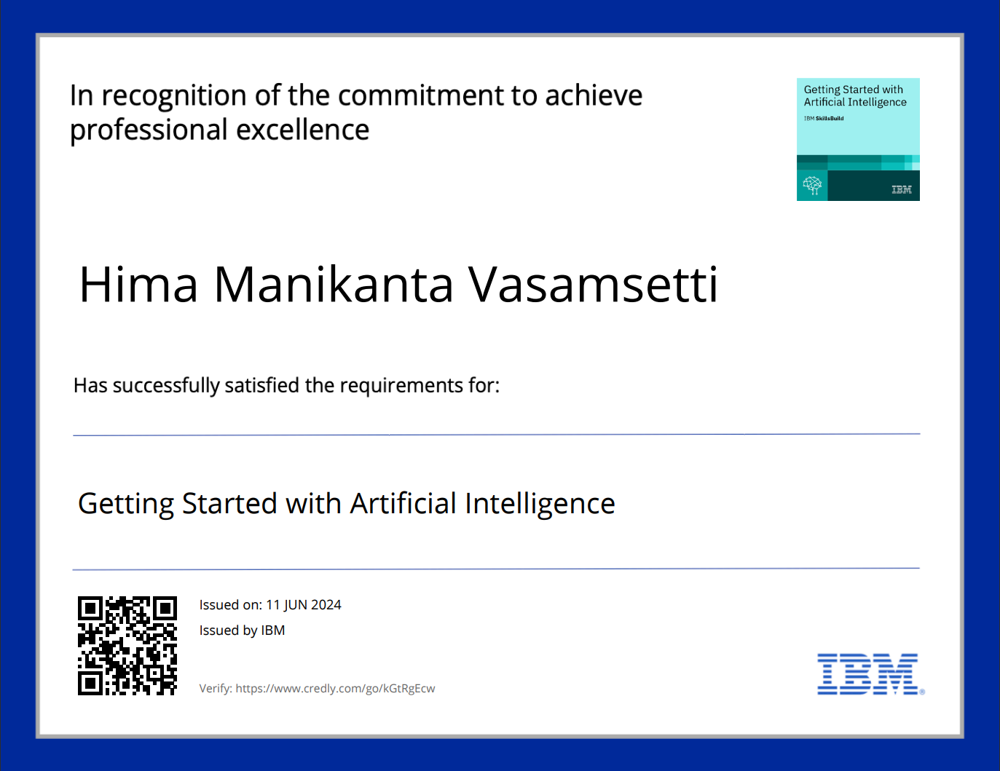 In recognition of the commitment to achieve
professional excellence
Getting Started with
Artificial Intelligence
IBM SkillsBuild
IBM
Hima Manikanta Vasamsetti
Has successfully satisfied the requirements for:
Getting Started with Artificial Intelligence
Issued on: 11 JUN 2024
Issued by IBM
Verify: https://www.credly.com/go/kGtRgEcw
IBM®